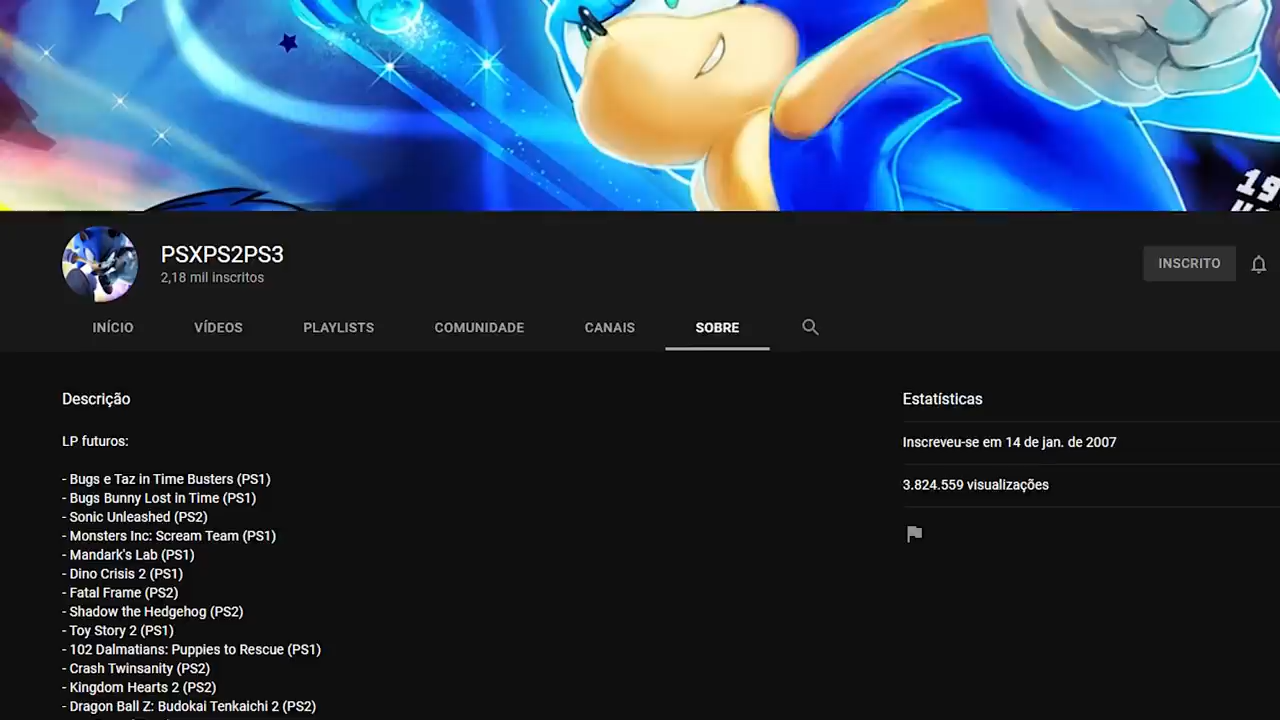 19
PSXPS2PS3
2,18 mil inscritos
INSCRITO
INÍCIO VÍDEOS PLAYLISTS COMUNIDADE CANAIS SOBRE
Descrição
LP futuros:
- Bugs e Taz in Time Busters (PS1)
- Bugs Bunny Lost in Time (PS1)
- Sonic Unleashed (PS2)
- Monsters Inc: Scream Team (PS1)
- Mandark's Lab (PS1)
- Dino Crisis 2 (PS1)
- Fatal Frame (PS2)
- Shadow the Hedgehog (PS2)
- Toy Story 2 (PS1)
- 102 Dalmatians: Puppies to Rescue (PS1)
- Crash Twinsanity (PS2)
- Kingdom Hearts 2 (PS2)
- Dragon Ball Z: Budokai Tenkaichi 2 (PS2)
Estatísticas
Inscreveu-se em 14 de jan. de 2007
3.824.559 visualizações